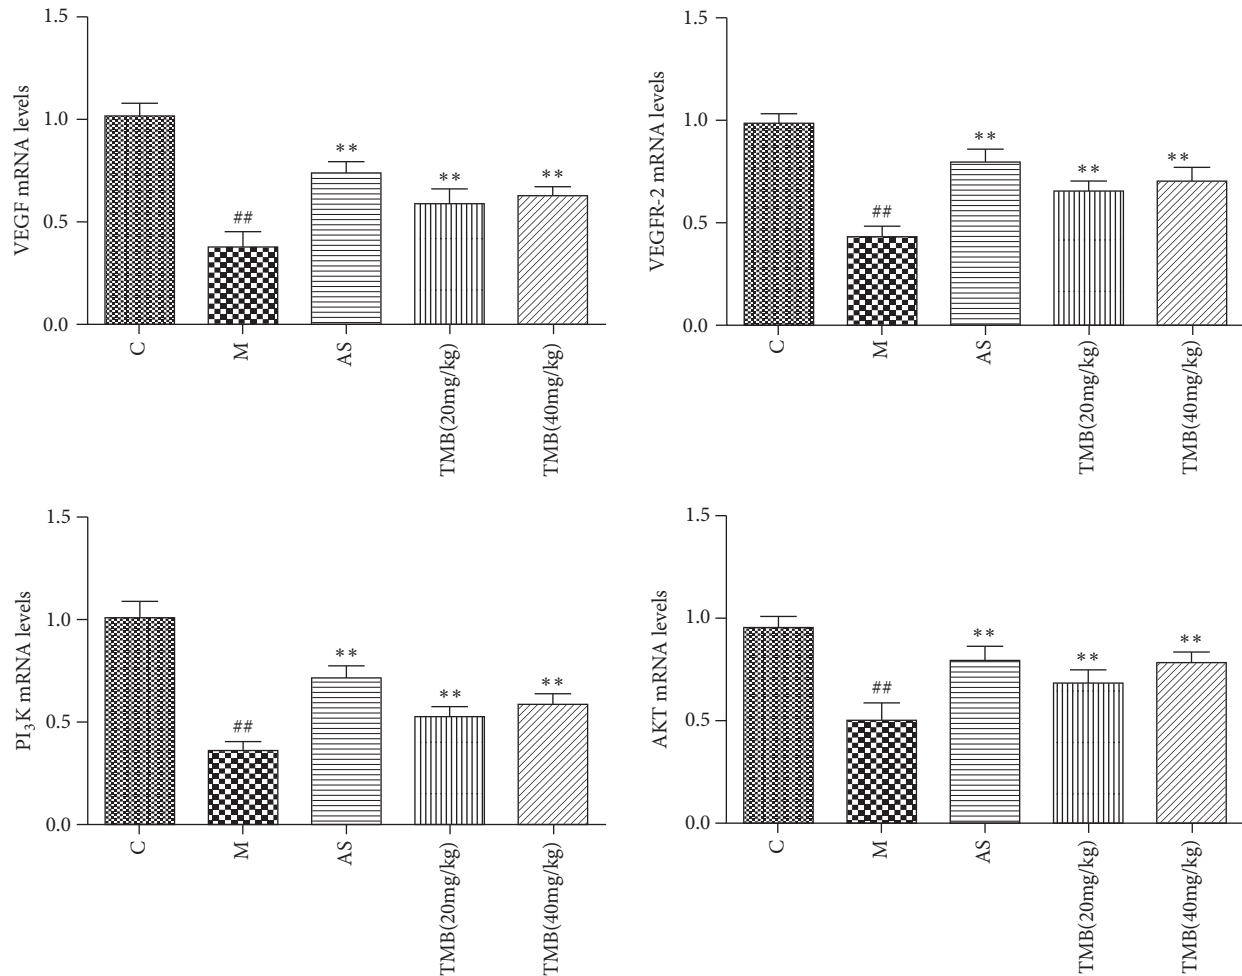 VEGF mRNA levels
1.5
1.0
0.5
0.0
**
##
**
**
C
M
AS
TMB(20mg/kg)
TMB(40mg/kg)
VEGFR-2 mRNA levels
1.5
1.0
0.5
0.0
**
##
**
**
C
M
AS
TMB(20mg/kg)
TMB(40mg/kg)
PI3K mRNA levels
1.5
1.0
0.5
0.0
**
##
**
**
C
M
AS
TMB(20mg/kg)
TMB(40mg/kg)
AKT mRNA levels
1.5
1.0
0.5
0.0
**
##
**
**
C
M
AS
TMB(20mg/kg)
TMB(40mg/kg)